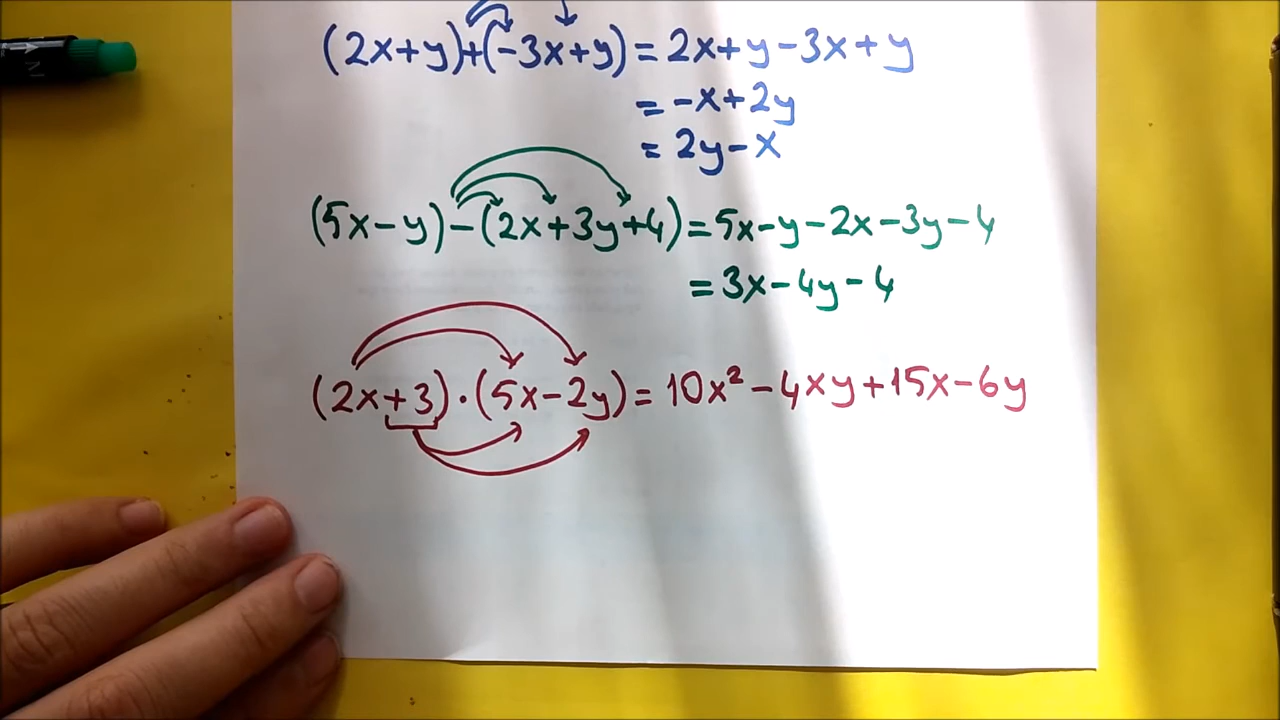 (2x+y)+(-3x+y)=2x+y-3x+y
=-x+2y
=2y-x
(5x-y)-(2x+3y+4)=5x-y-2x-3y-4
=3x-4y-4
(2x+3)·(5x-2y)=10x²-4xy+15x-6y